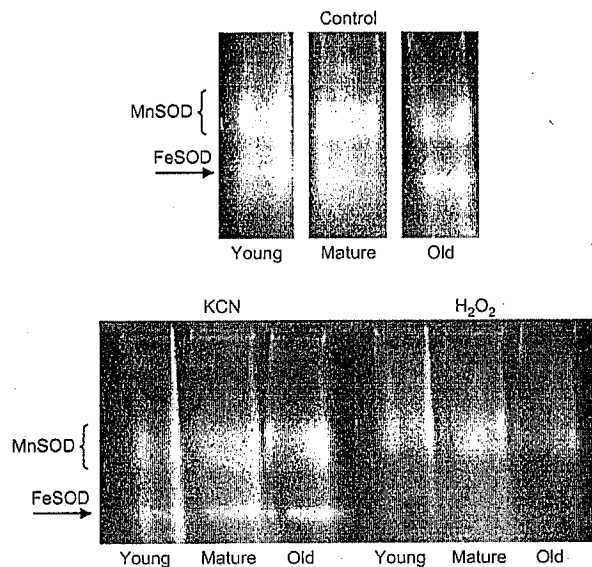 Control
MnSOD
FeSOD
Young Mature Old
KCN H₂O₂
MnSOD
FeSOD
Young Mature Old Young Mature Old